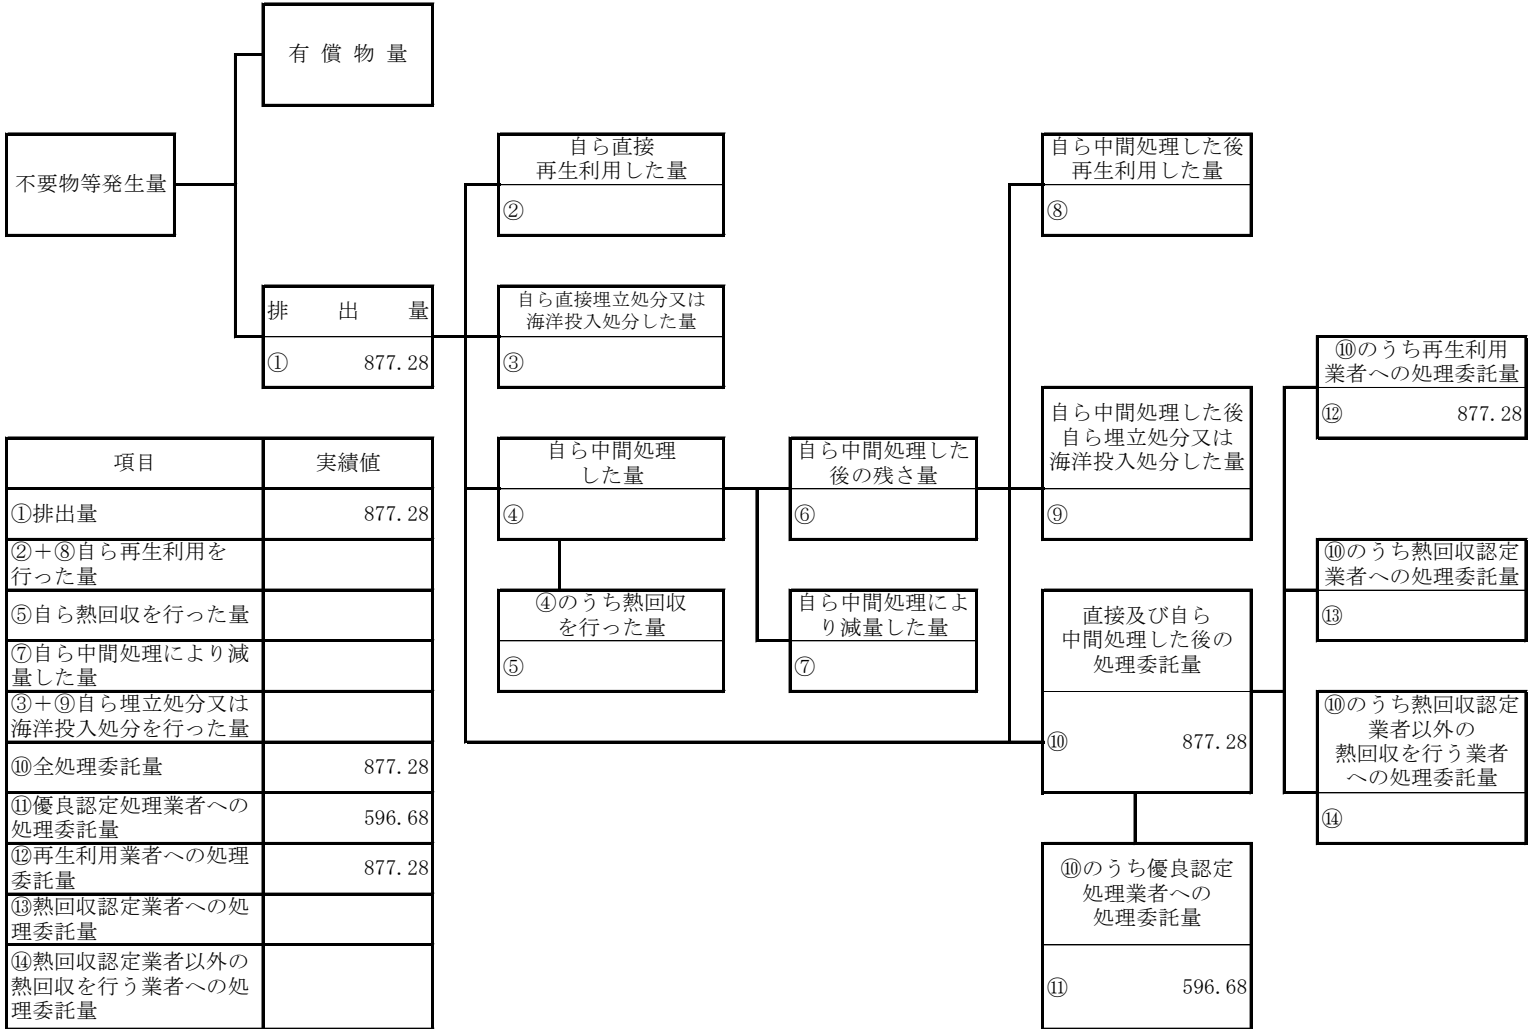 有 償 物 量
不要物等発生量
自ら直接
再生利用した量
②
自ら中間処理した後
再生利用した量
⑧
排 出 量
① 877.28
自ら直接埋立処分又は
海洋投入処分した量
③
⑩のうち再生利用
業者への処理委託量
⑫ 877.28
自ら中間処理
した量
④
自ら中間処理した
後の残さ量
⑥
自ら中間処理した後
自ら埋立処分又は
海洋投入処分した量
⑨
④のうち熱回収
を行った量
⑤
自ら中間処理によ
り減量した量
⑦
直接及び自ら
中間処理した後の
処理委託量
⑩ 877.28
⑩のうち熱回収認定
業者への処理委託量
⑬
⑩のうち熱回収認定
業者以外の
熱回収を行う業者
への処理委託量
⑭
⑩のうち優良認定
処理業者への
処理委託量
⑪ 596.68
項目 実績値
①排出量 877.28
②＋⑧自ら再生利用を
行った量
⑤自ら熱回収を行った量
⑦自ら中間処理により減
量した量
③＋⑨自ら埋立処分又は
海洋投入処分を行った量
⑩全処理委託量 877.28
⑪優良認定処理業者への
処理委託量 596.68
⑫再生利用業者への処理
委託量 877.28
⑬熱回収認定業者への処
理委託量
⑭熱回収認定業者以外の
熱回収を行う業者への処
理委託量